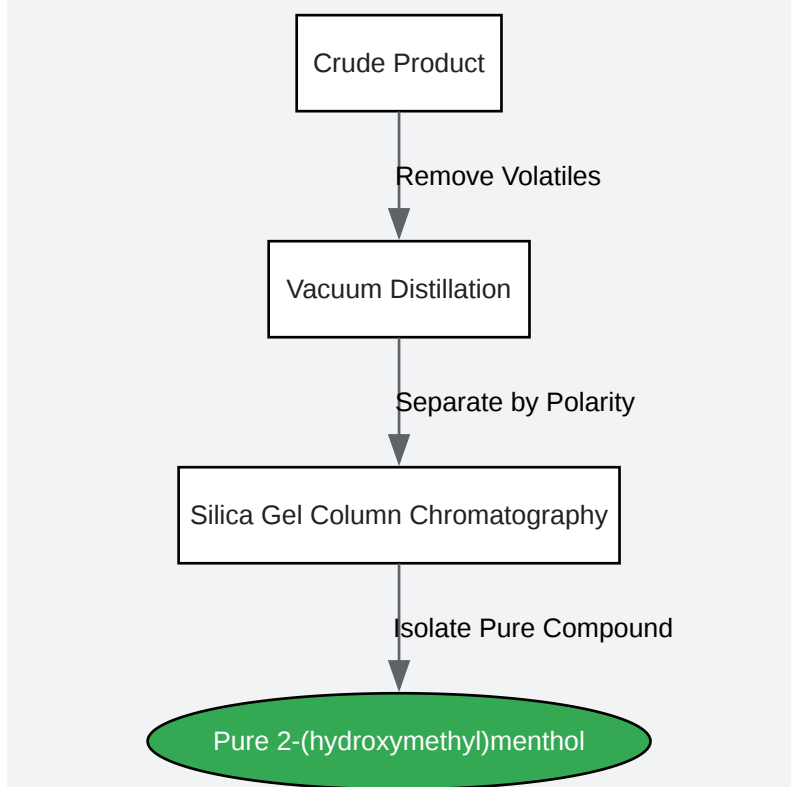 Crude Product
Remove Volatiles
Vacuum Distillation
Separate by Polarity
Silica Gel Column Chromatography
Isolate Pure Compound
Pure 2-(hydroxymethyl)menthol